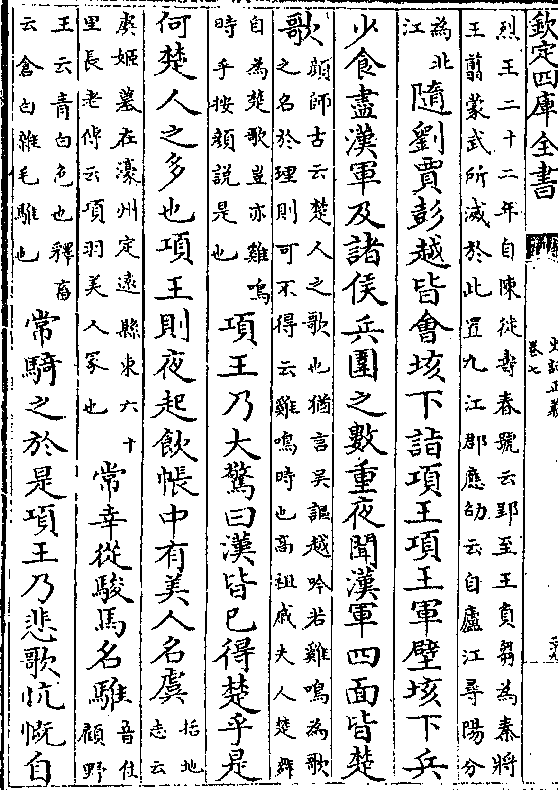 欽定四庫全書
史記正義
卷七
烈王二十二年自陳徙壽春號云郢至王負芻為秦將
王翦蒙武所滅於此置九江郡應劭云自廬江尋陽分
為北
江
隨劉賈彭越皆會垓下詣項王項王軍壁垓下兵
少食盡漢軍及諸侯兵圍之數重夜聞漢軍四面皆楚
歌
顔師古云楚人之歌也猶言吳謳越吟若雞鳴為歌
之名於理則可不得云雞鳴時也高祖戚夫人楚舞
自為楚歌豈亦雞鳴
時乎按顔説是也
項王乃大驚曰漢皆已得楚乎是
何楚人之多也項王則夜起飲帳中有美人名虞
括地
志云
虞姬墓在濠州定遠縣東六十
里長老傳云項羽美人冢也
常幸從駿馬名騅
音佳
顧野
王云青白色也釋畜
云倉白雜毛騅也
常騎之於是項王乃悲歌忼慨自